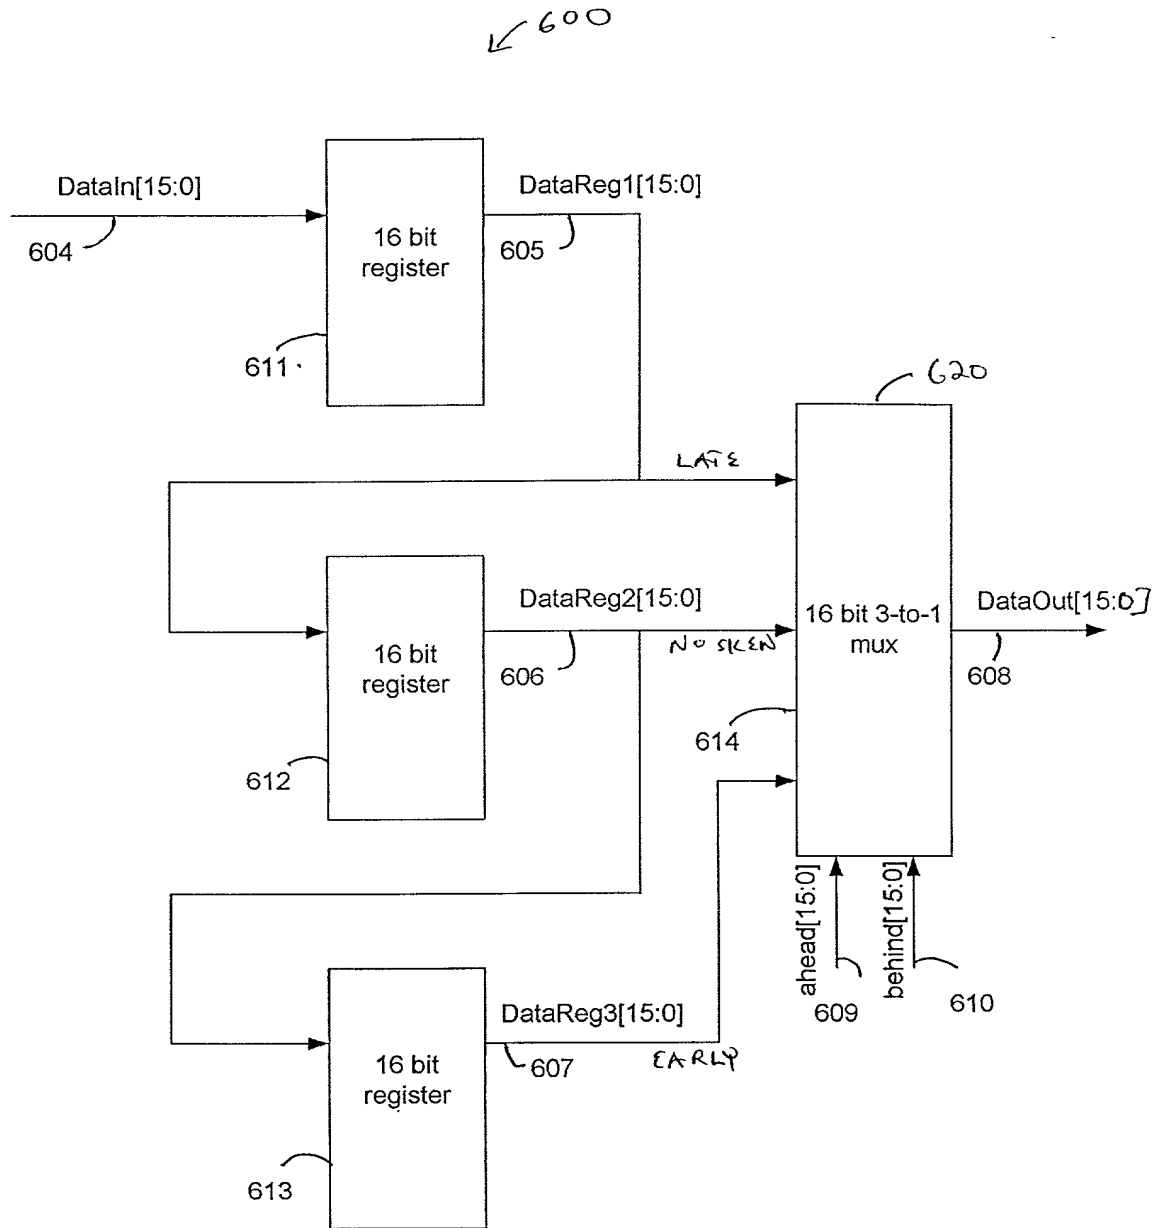 600
DataIn[15:0]
604
16 bit
register
611
DataReg1[15:0]
605
620
LATE
16 bit
register
612
DataReg2[15:0]
606
NO SKEW
16 bit 3-to-1
mux
614
DataOut[15:0]
608
ahead[15:0]
609
behind[15:0]
610
16 bit
register
613
DataReg3[15:0]
607
EARLY